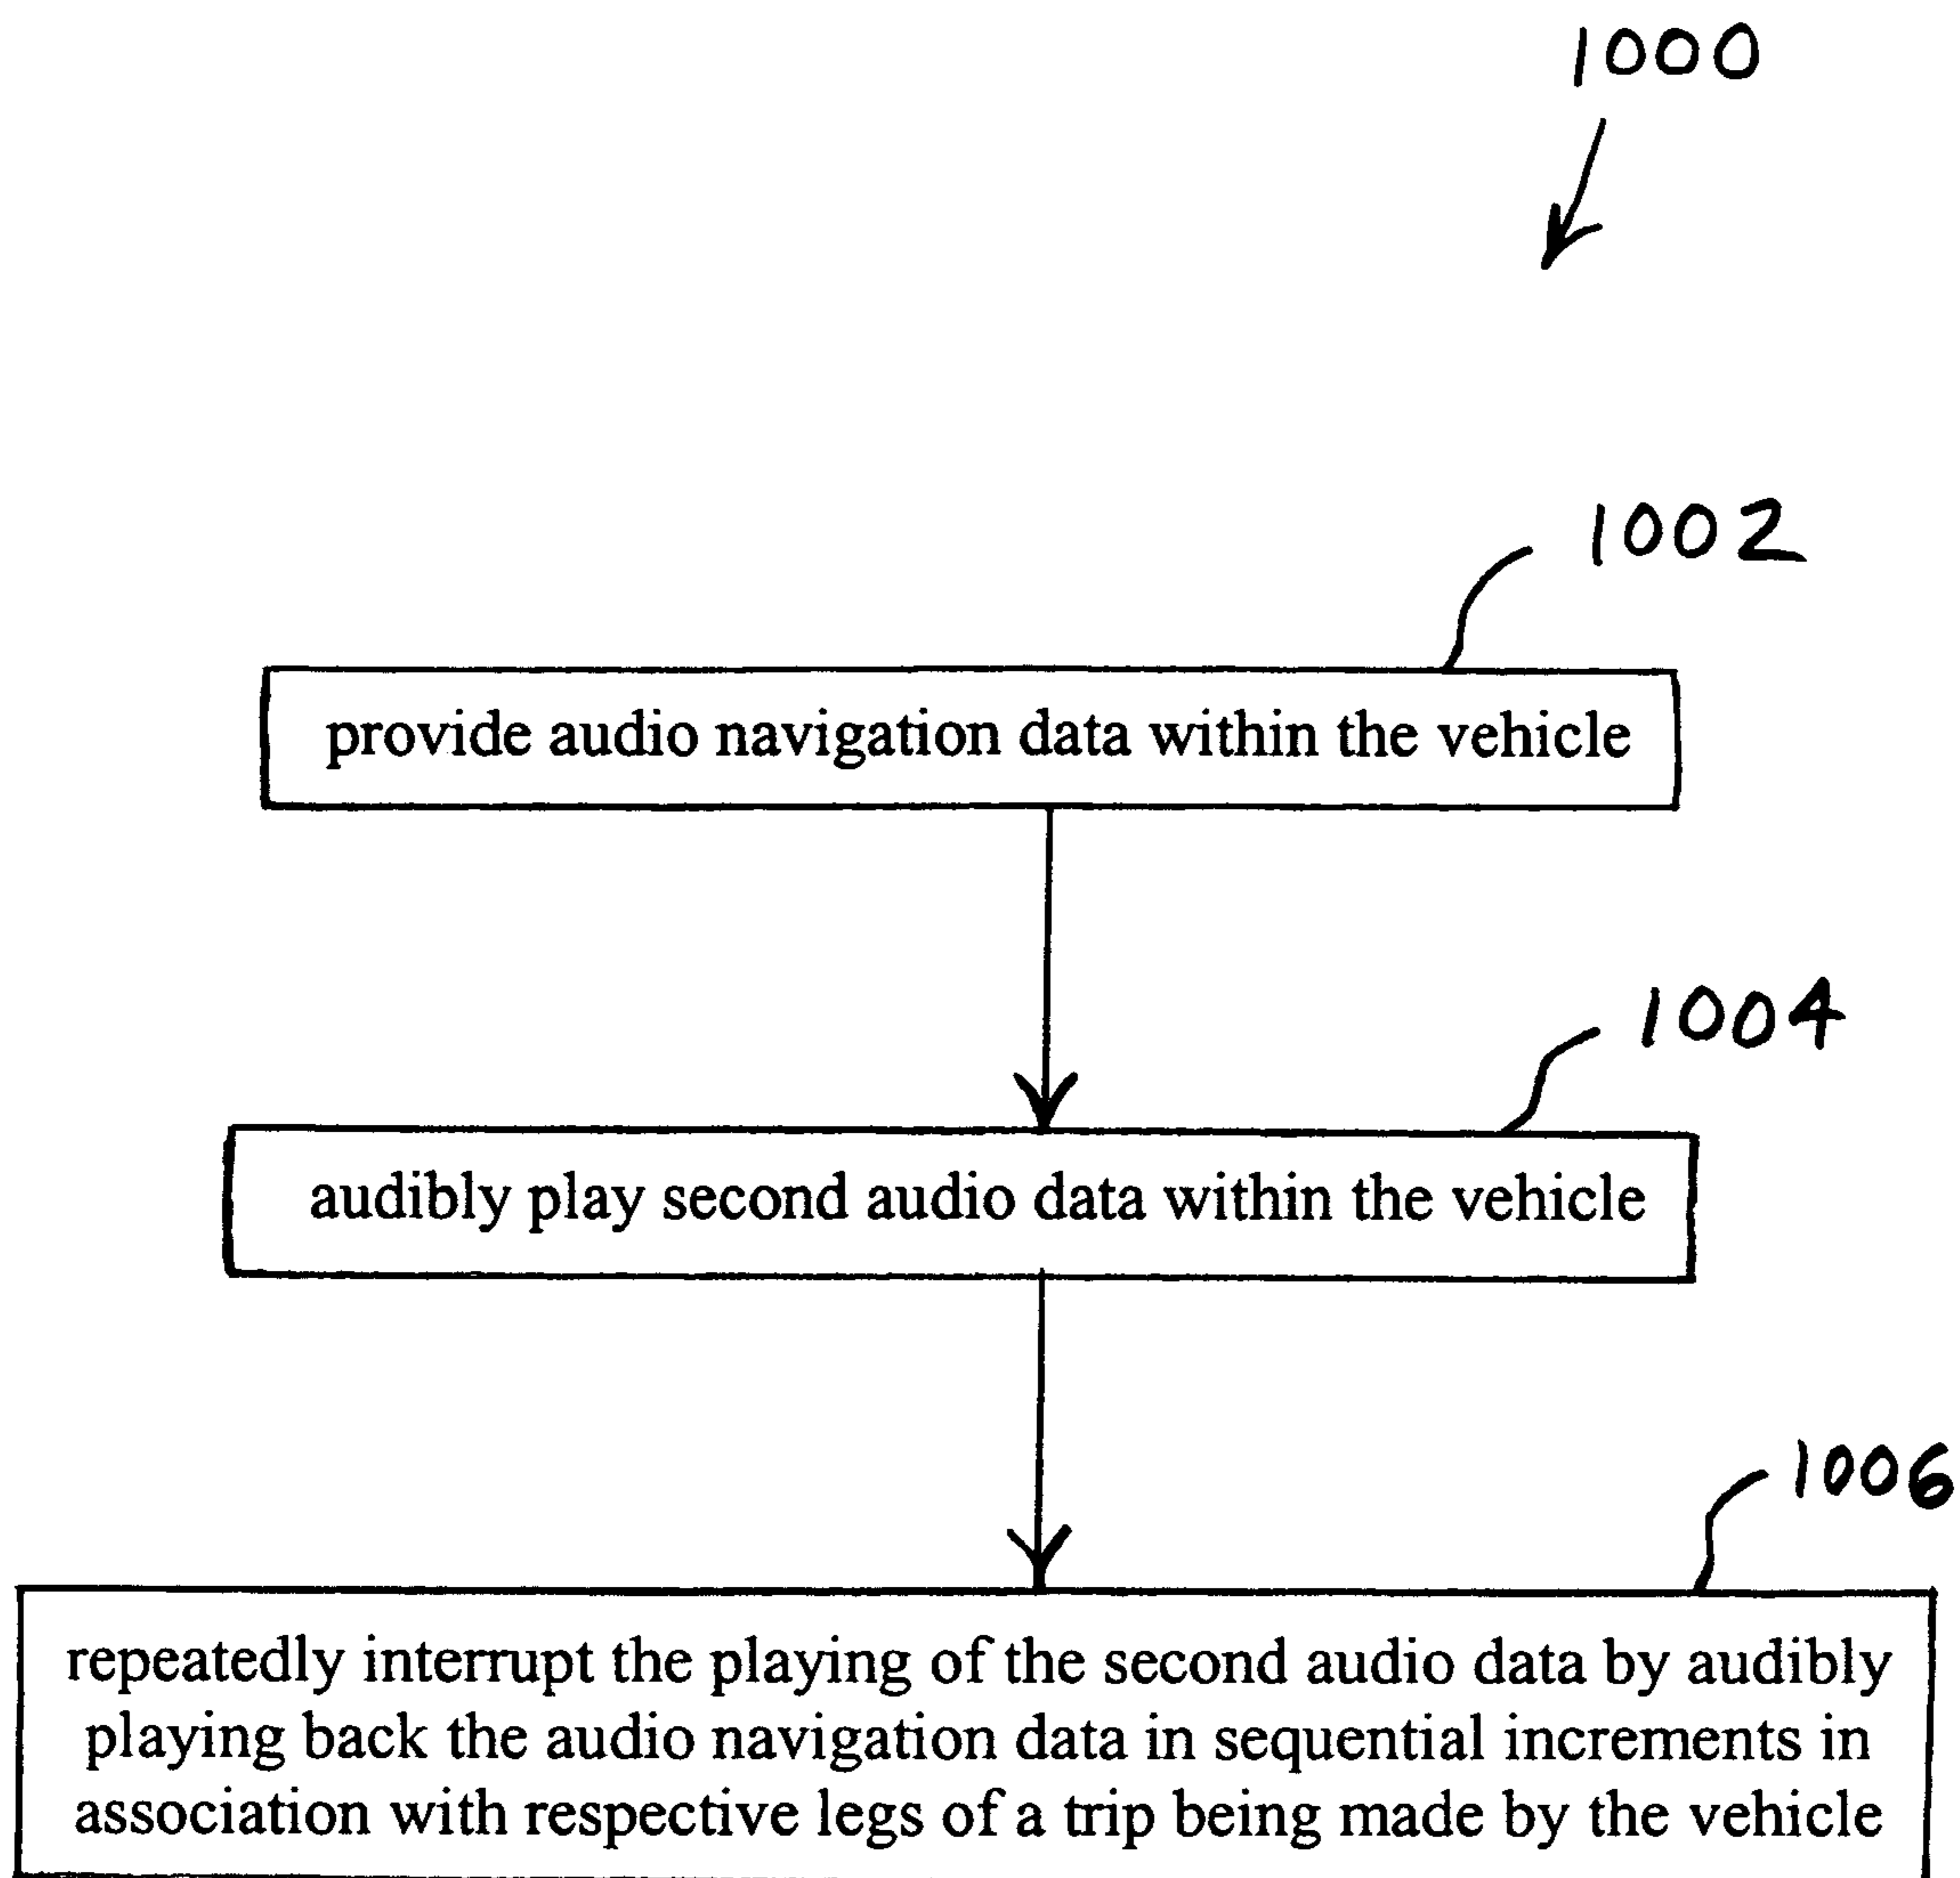 1000
1002
provide audio navigation data within the vehicle
1004
audibly play second audio data within the vehicle
1006
repeatedly interrupt the playing of the second audio data by audibly
playing back the audio navigation data in sequential increments in
association with respective legs of a trip being made by the vehicle